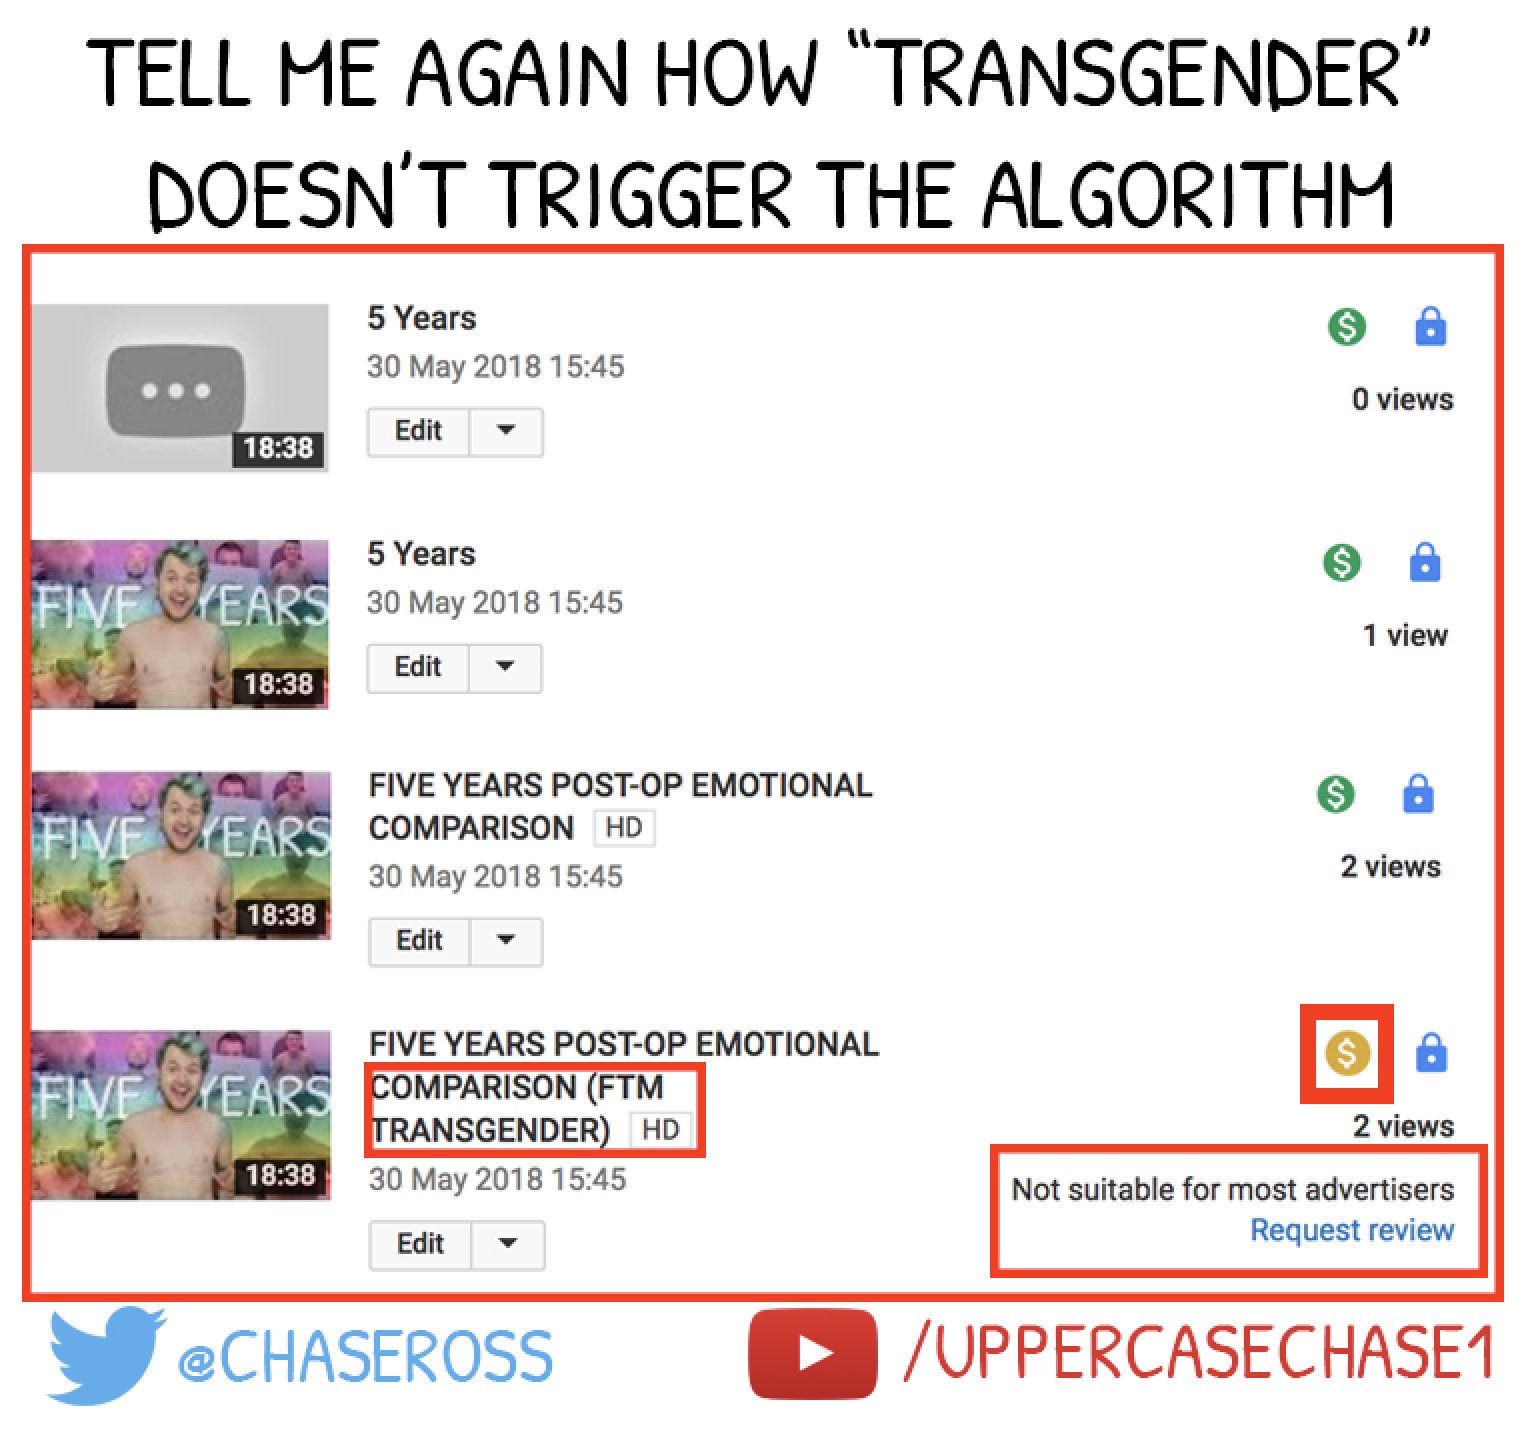 TELL ME AGAIN HOW “TRANSGENDER”
DOESN’T TRIGGER THE ALGORITHM
5 Years
30 May 2018 15:45
Edit
18:38
$
0 views
5 Years
30 May 2018 15:45
Edit
FIVE YEARS
18:38
$
1 view
FIVE YEARS POST-OP EMOTIONAL
COMPARISON HD
30 May 2018 15:45
Edit
FIVE YEARS
18:38
$
2 views
FIVE YEARS POST-OP EMOTIONAL
COMPARISON (FTM
TRANSGENDER) HD
30 May 2018 15:45
Edit
FIVE YEARS
18:38
$
2 views
Not suitable for most advertisers
Request review
@CHASEROSS
/UPPERCASECHASE1